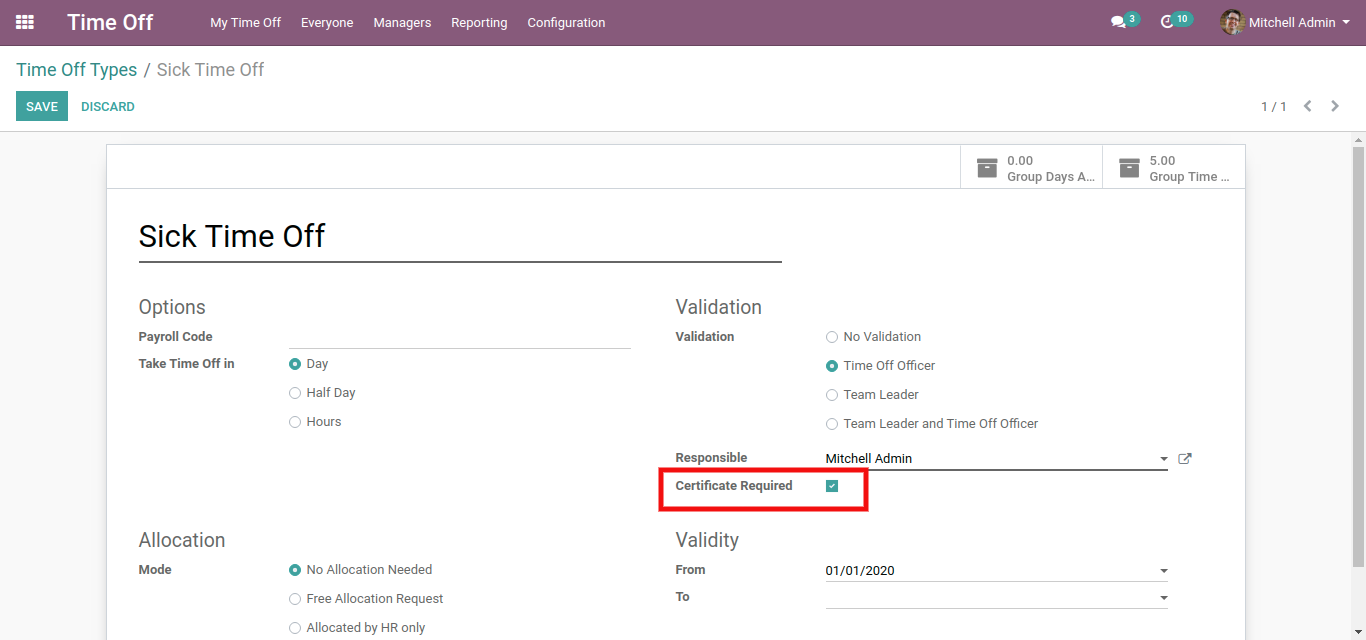 Time Off My Time Off Everyone Managers Reporting Configuration 3 10 Mitchell Admin
Time Off Types / Sick Time Off
SAVE DISCARD 1 / 1
0.00 5.00
Group Days A... Group Time ...
Sick Time Off
Options Validation
Payroll Code Validation No Validation
Take Time Off in Day Time Off Officer
Half Day Team Leader
Hours Team Leader and Time Off Officer
Responsible Mitchell Admin
Certificate Required
Allocation Validity
Mode No Allocation Needed From 01/01/2020
Free Allocation Request To
Allocated by HR only